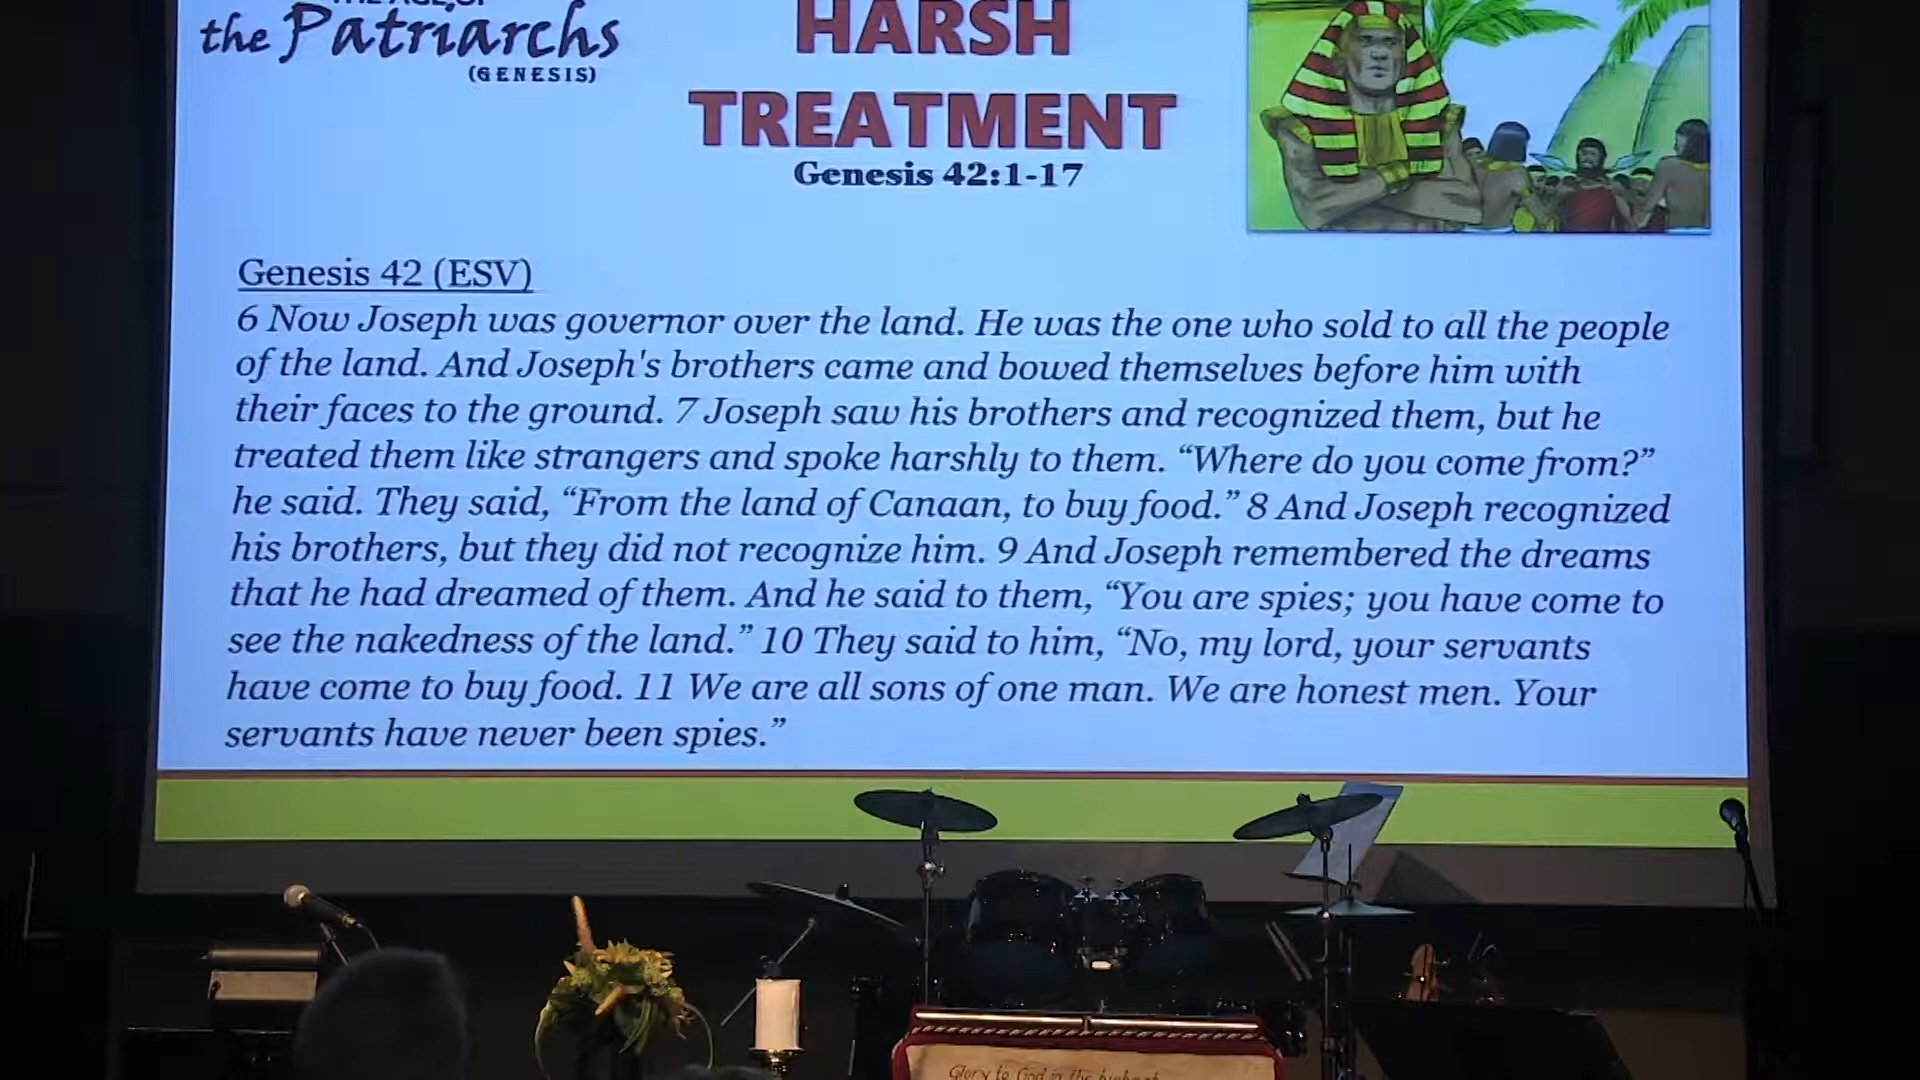 THE AGE OF
the Patriarchs
(GENESIS)
HARSH
TREATMENT
Genesis 42:1-17
Genesis 42 (ESV)
6 Now Joseph was governor over the land. He was the one who sold to all the people
of the land. And Joseph's brothers came and bowed themselves before him with
their faces to the ground. 7 Joseph saw his brothers and recognized them, but he
treated them like strangers and spoke harshly to them. “Where do you come from?”
he said. They said, “From the land of Canaan, to buy food.” 8 And Joseph recognized
his brothers, but they did not recognize him. 9 And Joseph remembered the dreams
that he had dreamed of them. And he said to them, “You are spies; you have come to
see the nakedness of the land.” 10 They said to him, “No, my lord, your servants
have come to buy food. 11 We are all sons of one man. We are honest men. Your
servants have never been spies.”
Glory to God in the highest